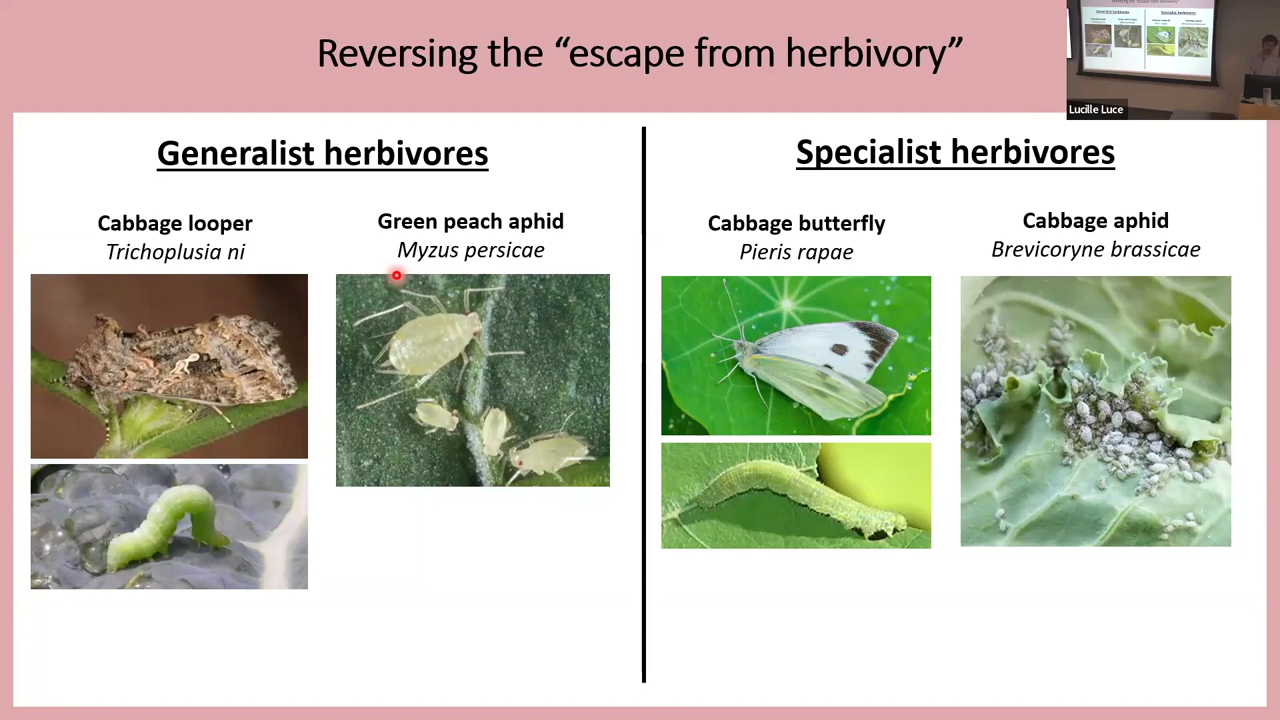 Reversing the “escape from herbivory”
Lucille Luce
Generalist herbivores
Specialist herbivores
Cabbage looper
Trichoplusia ni
Green peach aphid
Myzus persicae
Cabbage butterfly
Pieris rapae
Cabbage aphid
Brevicoryne brassicae